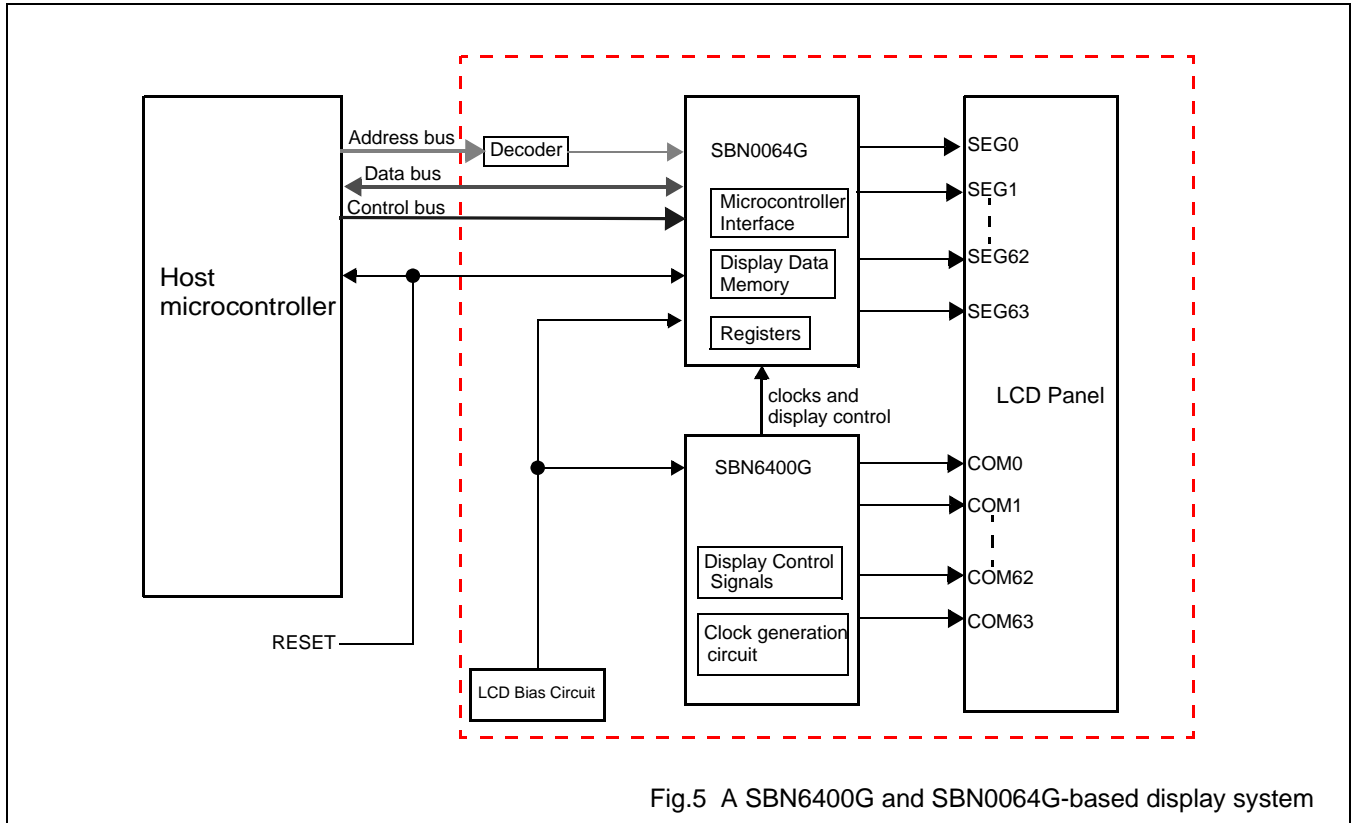 Host
microcontroller
Address bus
Data bus
Control bus
Decoder
RESET
LCD Bias Circuit
SBN0064G
Microcontroller
Interface
Display Data
Memory
Registers
clocks and
display control
SBN6400G
Display Control
Signals
Clock generation
circuit
SEG0
SEG1
SEG62
SEG63
LCD Panel
COM0
COM1
COM62
COM63
Fig.5 A SBN6400G and SBN0064G-based display system